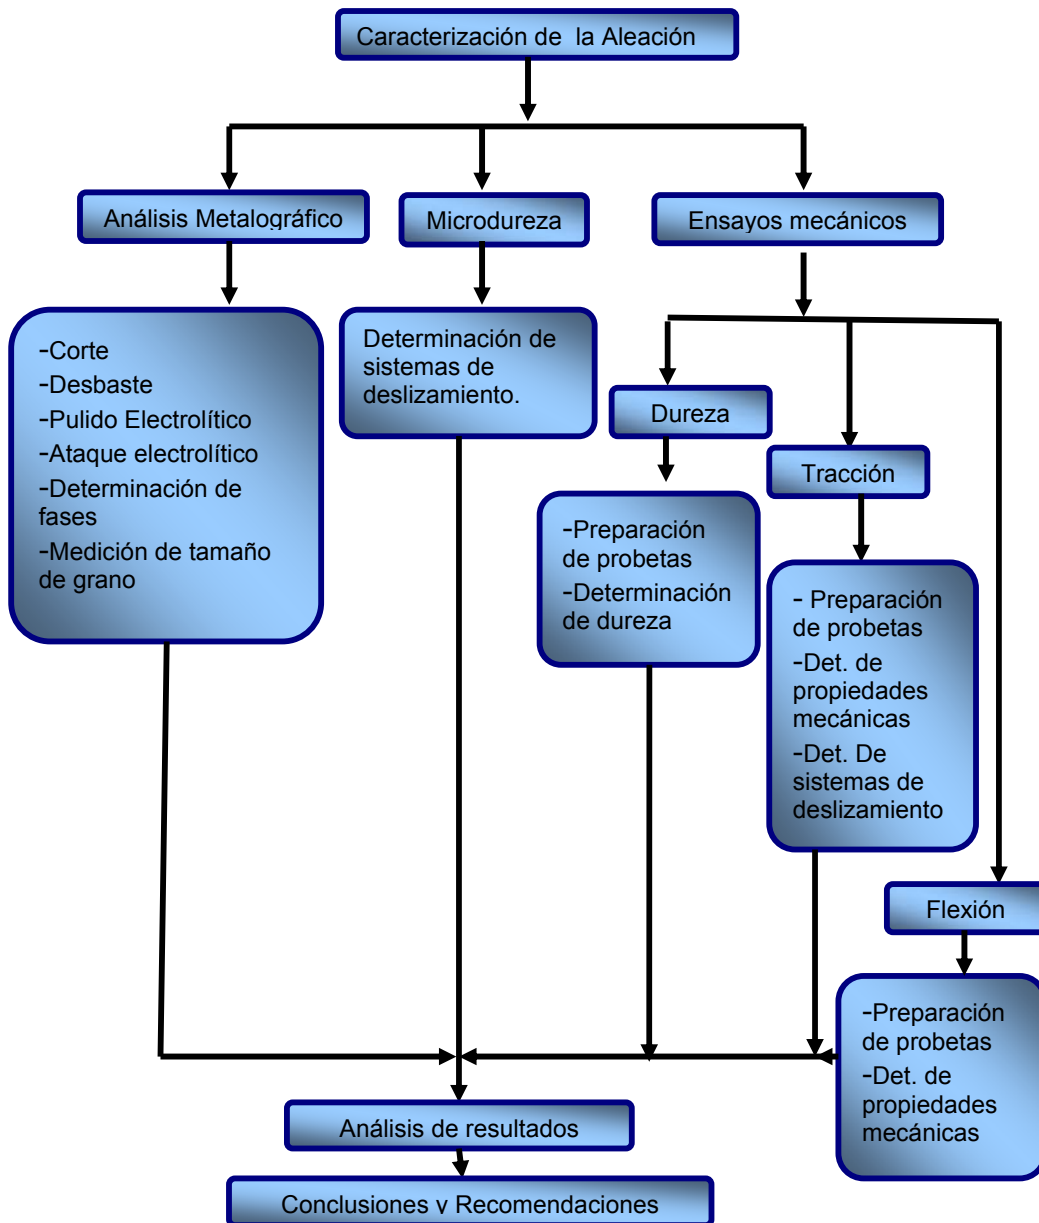 Caracterización de la Aleación
Análisis Metalográfico
Microdureza
Ensayos mecánicos
-Corte
-Desbaste
-Pulido Electrolítico
-Ataque electrolítico
-Determinación de
fases
-Medición de tamaño
de grano
Determinación de
sistemas de
deslizamiento.
Dureza
-Preparación
de probetas
-Determinación
de dureza
Tracción
- Preparación
de probetas
-Det. de
propiedades
mecánicas
-Det. De
sistemas de
deslizamiento
Flexión
-Preparación
de probetas
-Det. de
propiedades
mecánicas
Análisis de resultados
Conclusiones y Recomendaciones